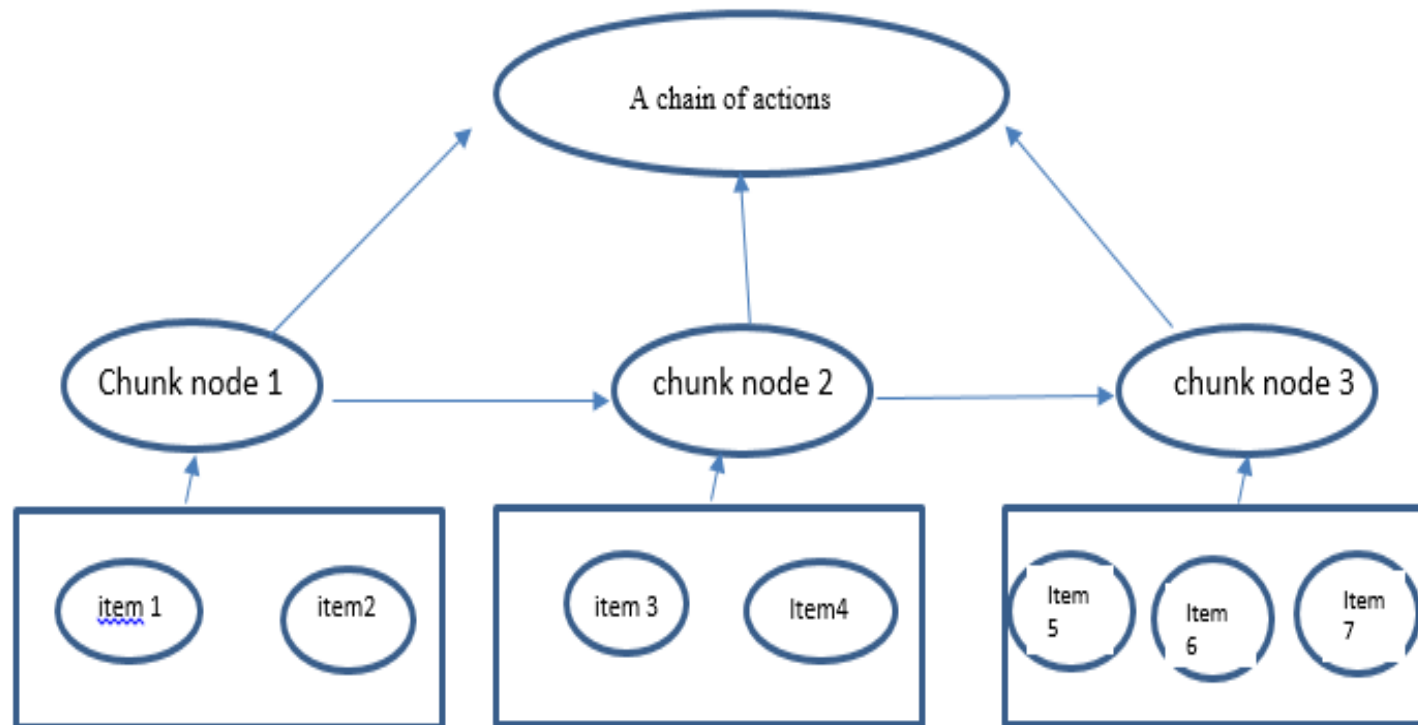 A chain of actions
Chunk node 1
chunk node 2
chunk node 3
item 1
item2
item 3
Item4
Item
5
Item
6
Item
7